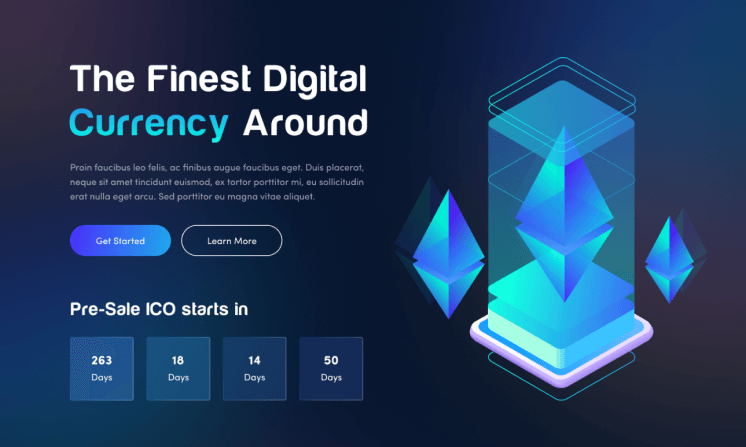 The Finest Digital
Currency Around
Proin faucibus leo felis, ac finibus augue faucibus eget. Duis placerat,
neque sit amet tincidunt euismod, ex tortor porttitor mi, eu sollicitudin
erat nulla eget arcu. Sed porttitor eu magna vitae aliquet.
Get Started Learn More
Pre-Sale ICO starts in
263 18 14 50
Days Days Days Days